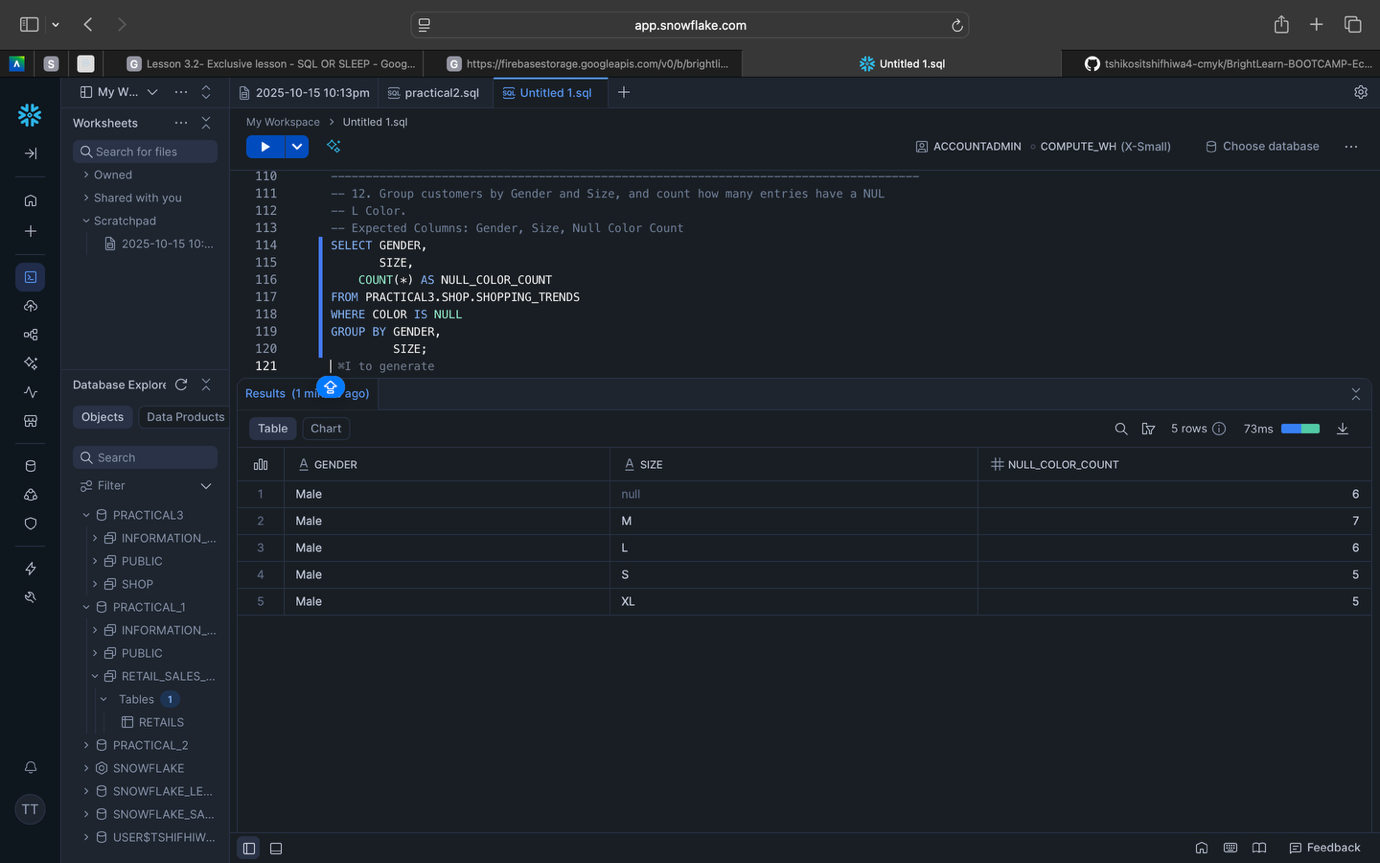 app.snowflake.com
S
G Lesson 3.2- Exclusive lesson - SQL OR SLEEP - Goog...
G https://firebasestorage.googleapis.com/v0/b/brightli...
Untitled 1.sql
tshikositshifhiwa4-cmyk/BrightLearn-BOOTCAMP-Ec...
My W...
2025-10-15 10:13pm
SQL practical2.sql
SQL Untitled 1.sql
Worksheets
My Workspace > Untitled 1.sql
Search for files
ACCOUNTADMIN
COMPUTE_WH (X-Small)
Choose database
Owned
Shared with you
Scratchpad
2025-10-15 10:...
110 -------------------------------------------------------------------------------------
111 -- 12. Group customers by Gender and Size, and count how many entries have a NUL
112 -- L Color.
113 -- Expected Columns: Gender, Size, Null Color Count
114 SELECT GENDER,
115 SIZE,
116 COUNT(*) AS NULL_COLOR_COUNT
117 FROM PRACTICAL3.SHOP.SHOPPING_TRENDS
118 WHERE COLOR IS NULL
119 GROUP BY GENDER,
120 SIZE;
121 ⌘I to generate
Database Explore
Objects
Data Products
Search
Filter
PRACTICAL3
INFORMATION_...
PUBLIC
SHOP
PRACTICAL_1
INFORMATION_...
PUBLIC
RETAIL_SALES_...
Tables 1
RETAILS
PRACTICAL_2
SNOWFLAKE
SNOWFLAKE_LE...
SNOWFLAKE_SA...
USER$TSHIFHIW...
TT
Results (1 mi ago)
Table
Chart
5 rows
73ms
GENDER SIZE NULL_COLOR_COUNT
1 Male null 6
2 Male M 7
3 Male L 6
4 Male S 5
5 Male XL 5
Feedback